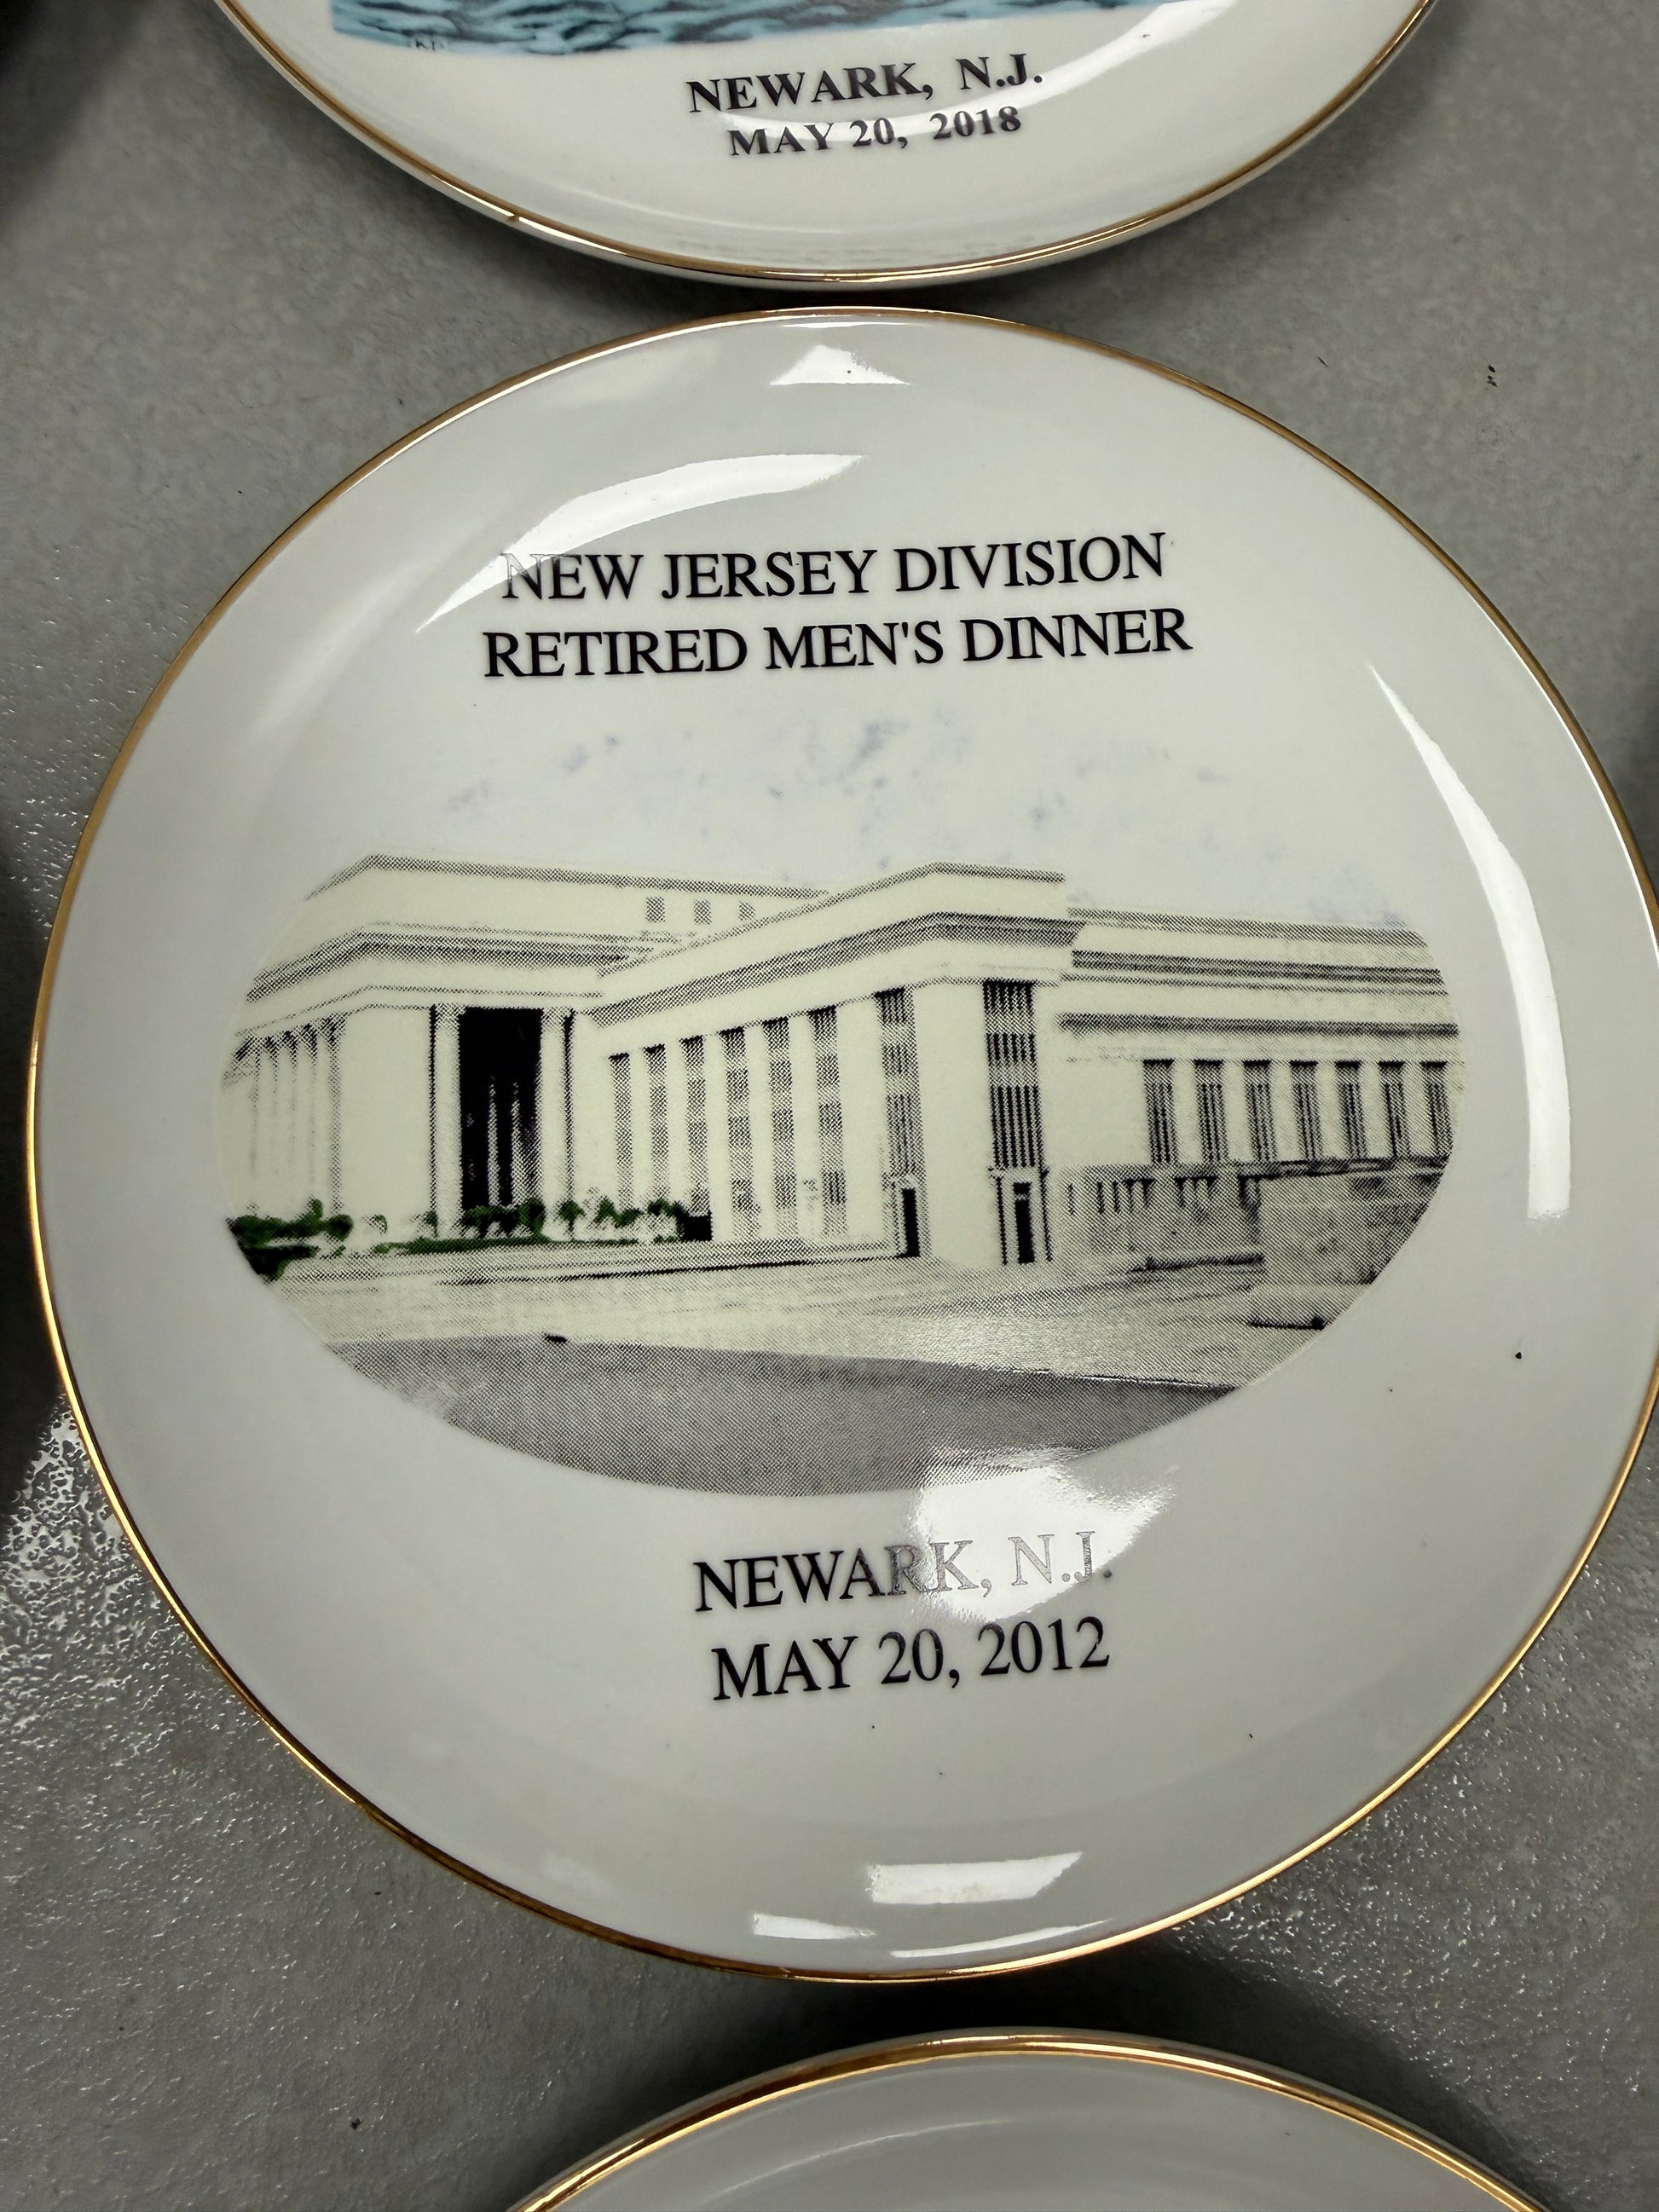 NEWARK, N.J.
MAY 20, 2018
NEW JERSEY DIVISION
RETIRED MEN'S DINNER
NEWARK, N.J.
MAY 20, 2012